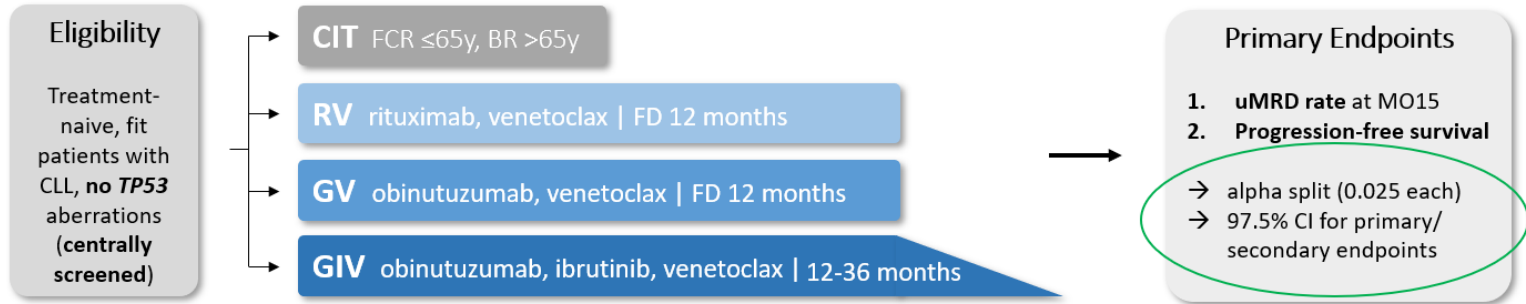 Eligibility
Treatment-
naive, fit
patients with
CLL, no TP53
aberrations
(centrally
screened)
CIT FCR ≤65y, BR >65y
RV rituximab, venetoclax | FD 12 months
GV obinutuzumab, venetoclax | FD 12 months
GIV obinutuzumab, ibrutinib, venetoclax | 12-36 months
Primary Endpoints
1. uMRD rate at MO15
2. Progression-free survival
→ alpha split (0.025 each)
→ 97.5% CI for primary/
secondary endpoints